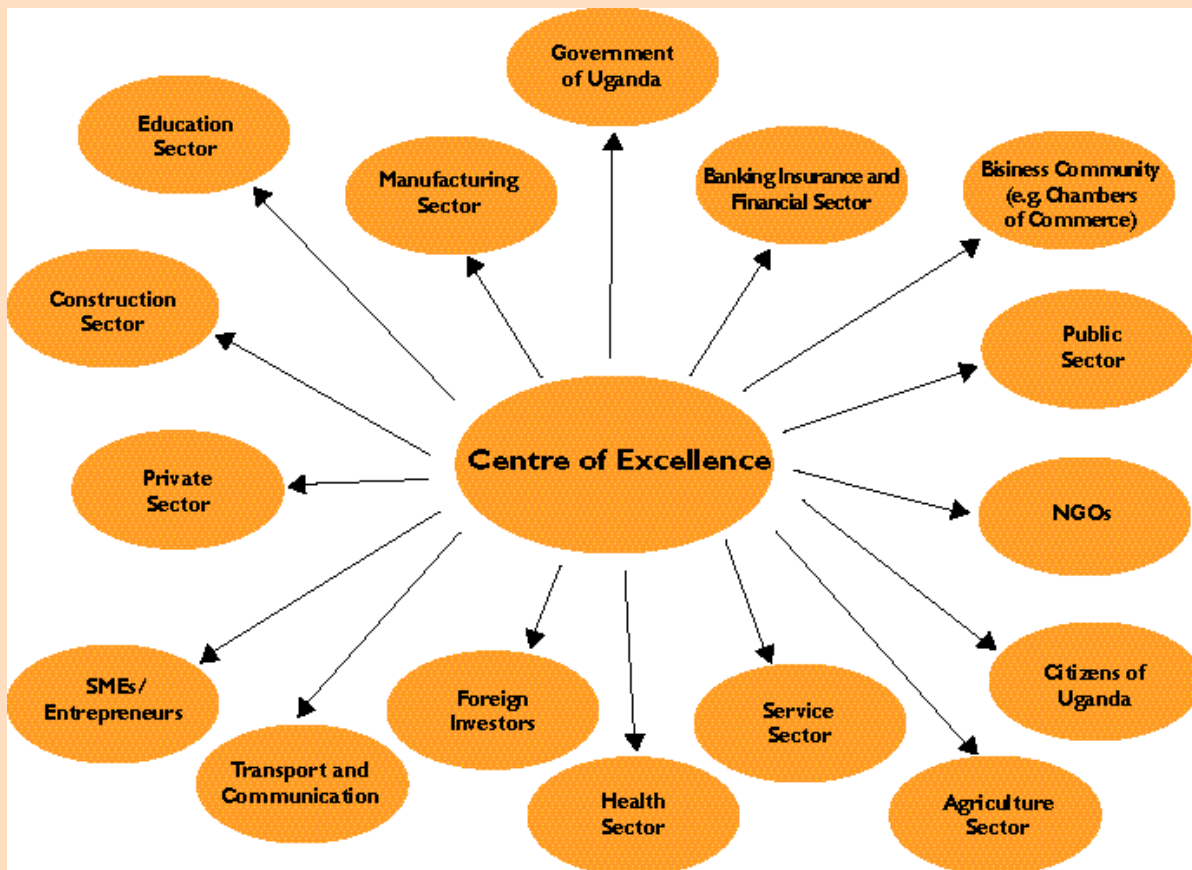 Government
of Uganda
Education
Sector
Manufacturing
Sector
Banking Insurance and
Financial Sector
Bisiness Community
(e.g. Chambers
of Commerce)
Construction
Sector
Public
Sector
Centre of Excellence
Private
Sector
NGOs
SMEs/
Entrepreneurs
Foreign
Investors
Service
Sector
Citizens of
Uganda
Transport and
Communication
Health
Sector
Agriculture
Sector